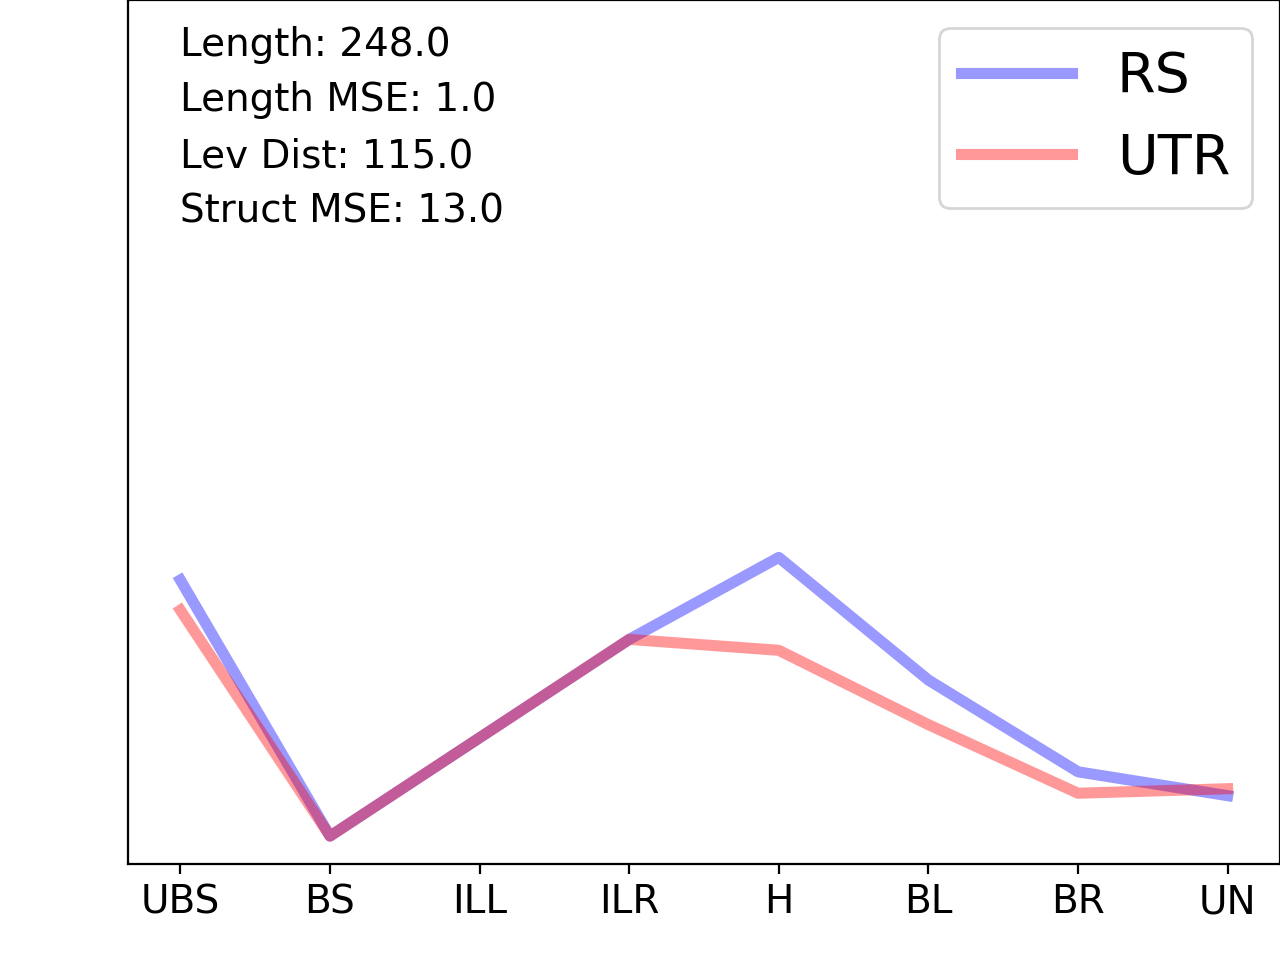 Length: 248.0
Length MSE: 1.0
Lev Dist: 115.0
Struct MSE: 13.0
RS
UTR
UBS BS ILL ILR H BL BR UN